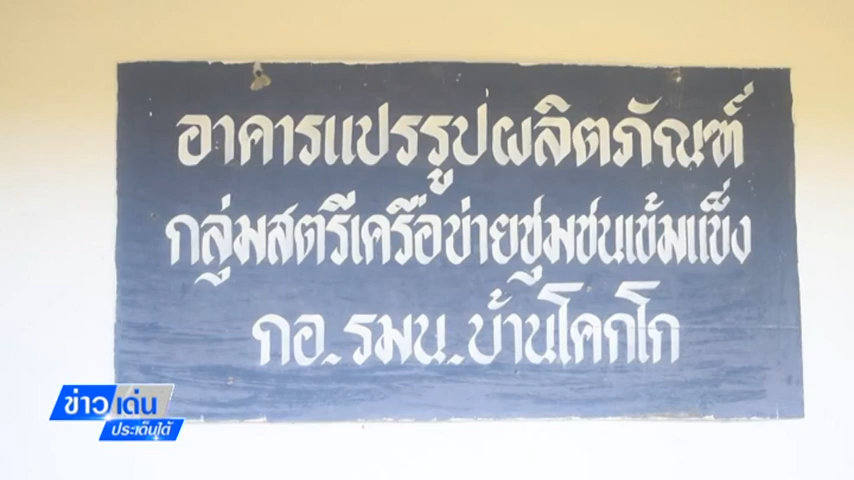 อาคารแปรรูปผลิตภัณฑ์
กลุ่มสตรีเครือข่ายชุมชนเข้มแข็ง
กอ.รมน.บ้านโคกโก
ข่าวเด่น
ประเด็นใต้